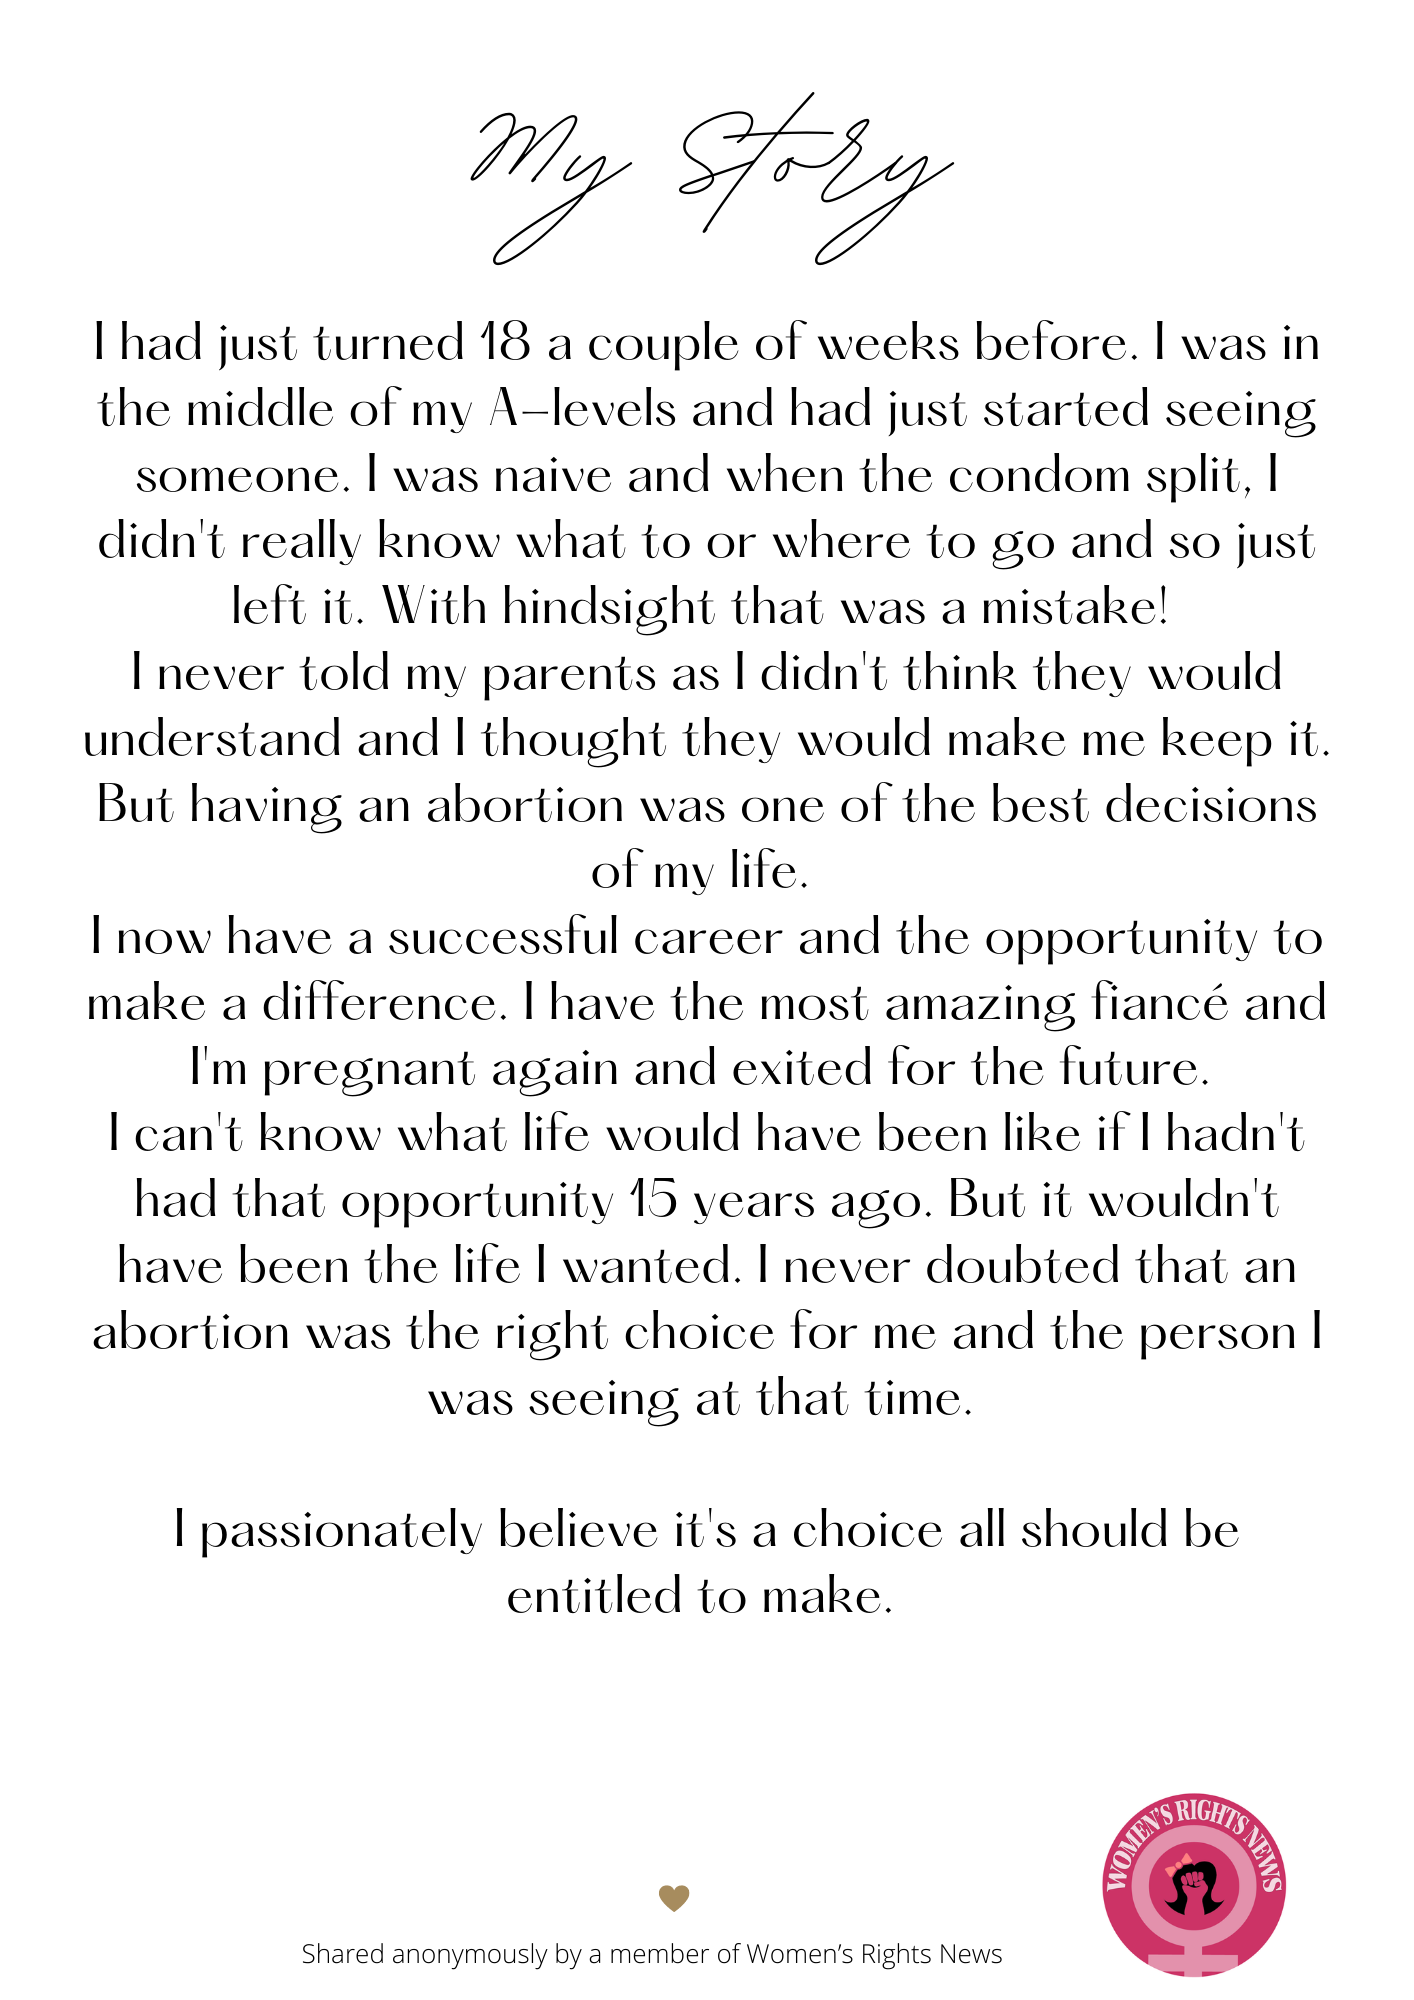 My Story
I had just turned 18 a couple of weeks before. I was in
the middle of my A-levels and had just started seeing
someone. I was naive and when the condom split, I
didn't really know what to or where to go and so just
left it. With hindsight that was a mistake!
I never told my parents as I didn't think they would
understand and I thought they would make me keep it.
But having an abortion was one of the best decisions
of my life.
I now have a successful career and the opportunity to
make a difference. I have the most amazing fiancé and
I'm pregnant again and exited for the future.
I can't know what life would have been like if I hadn't
had that opportunity 15 years ago. But it wouldn't
have been the life I wanted. I never doubted that an
abortion was the right choice for me and the person I
was seeing at that time.
I passionately believe it's a choice all should be
entitled to make.
WOMEN'S RIGHTS NEWS
Shared anonymously by a member of Women’s Rights News